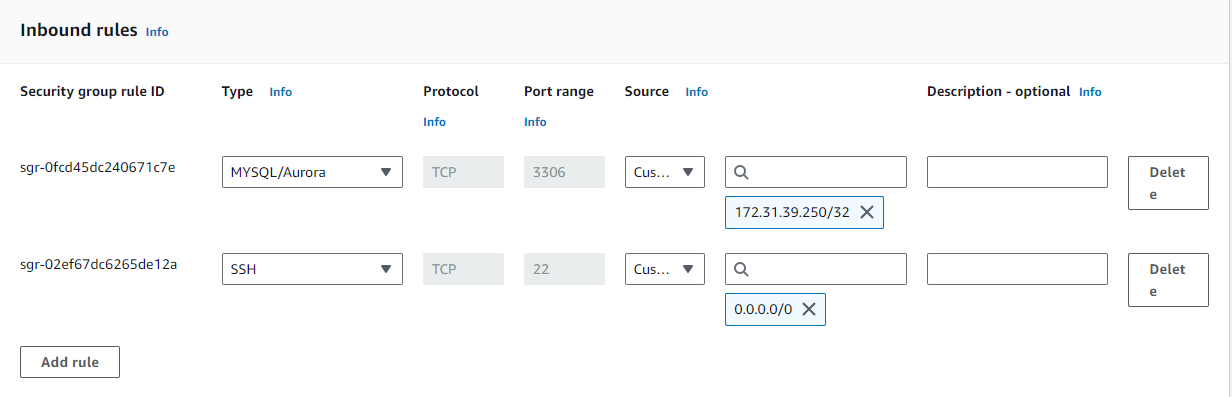 Inbound rules Info
Security group rule ID Type Info Protocol Info Port range Info Source Info Description - optional Info
sgr-0fcd45dc240671c7e MYSQL/Aurora TCP 3306 Cus... Delet
e
172.31.39.250/32
sgr-02ef67dc6265de12a SSH TCP 22 Cus... Delet
e
0.0.0.0/0
Add rule